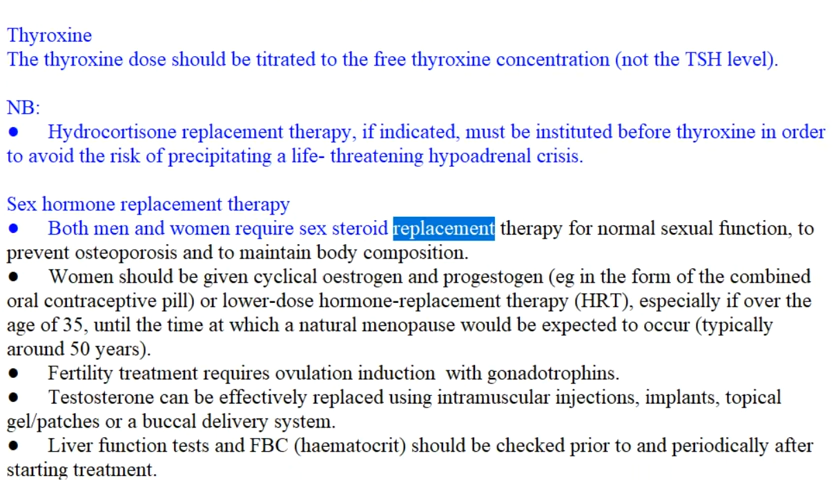 Thyroxine
The thyroxine dose should be titrated to the free thyroxine concentration (not the TSH level).
NB:
● Hydrocortisone replacement therapy, if indicated, must be instituted before thyroxine in order
to avoid the risk of precipitating a life- threatening hypoadrenal crisis.
Sex hormone replacement therapy
● Both men and women require sex steroid replacement therapy for normal sexual function, to
prevent osteoporosis and to maintain body composition.
● Women should be given cyclical oestrogen and progestogen (eg in the form of the combined
oral contraceptive pill) or lower-dose hormone-replacement therapy (HRT), especially if over the
age of 35, until the time at which a natural menopause would be expected to occur (typically
around 50 years).
● Fertility treatment requires ovulation induction with gonadotrophins.
● Testosterone can be effectively replaced using intramuscular injections, implants, topical
gel/patches or a buccal delivery system.
● Liver function tests and FBC (haematocrit) should be checked prior to and periodically after
starting treatment.